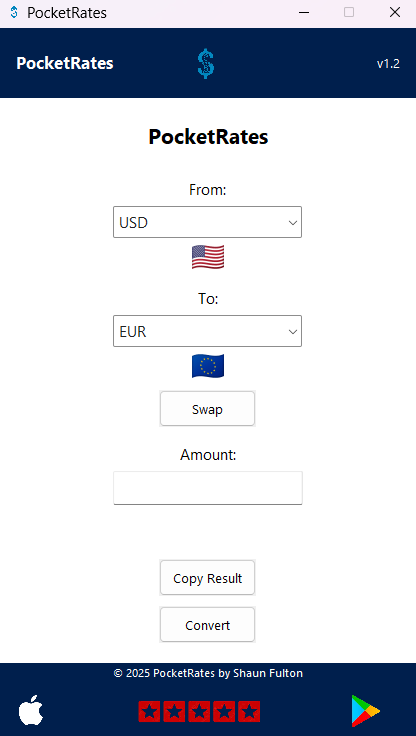 PocketRates
PocketRates
v1.2
PocketRates
From:
USD
To:
EUR
Swap
Amount:
Copy Result
Convert
© 2025 PocketRates by Shaun Fulton